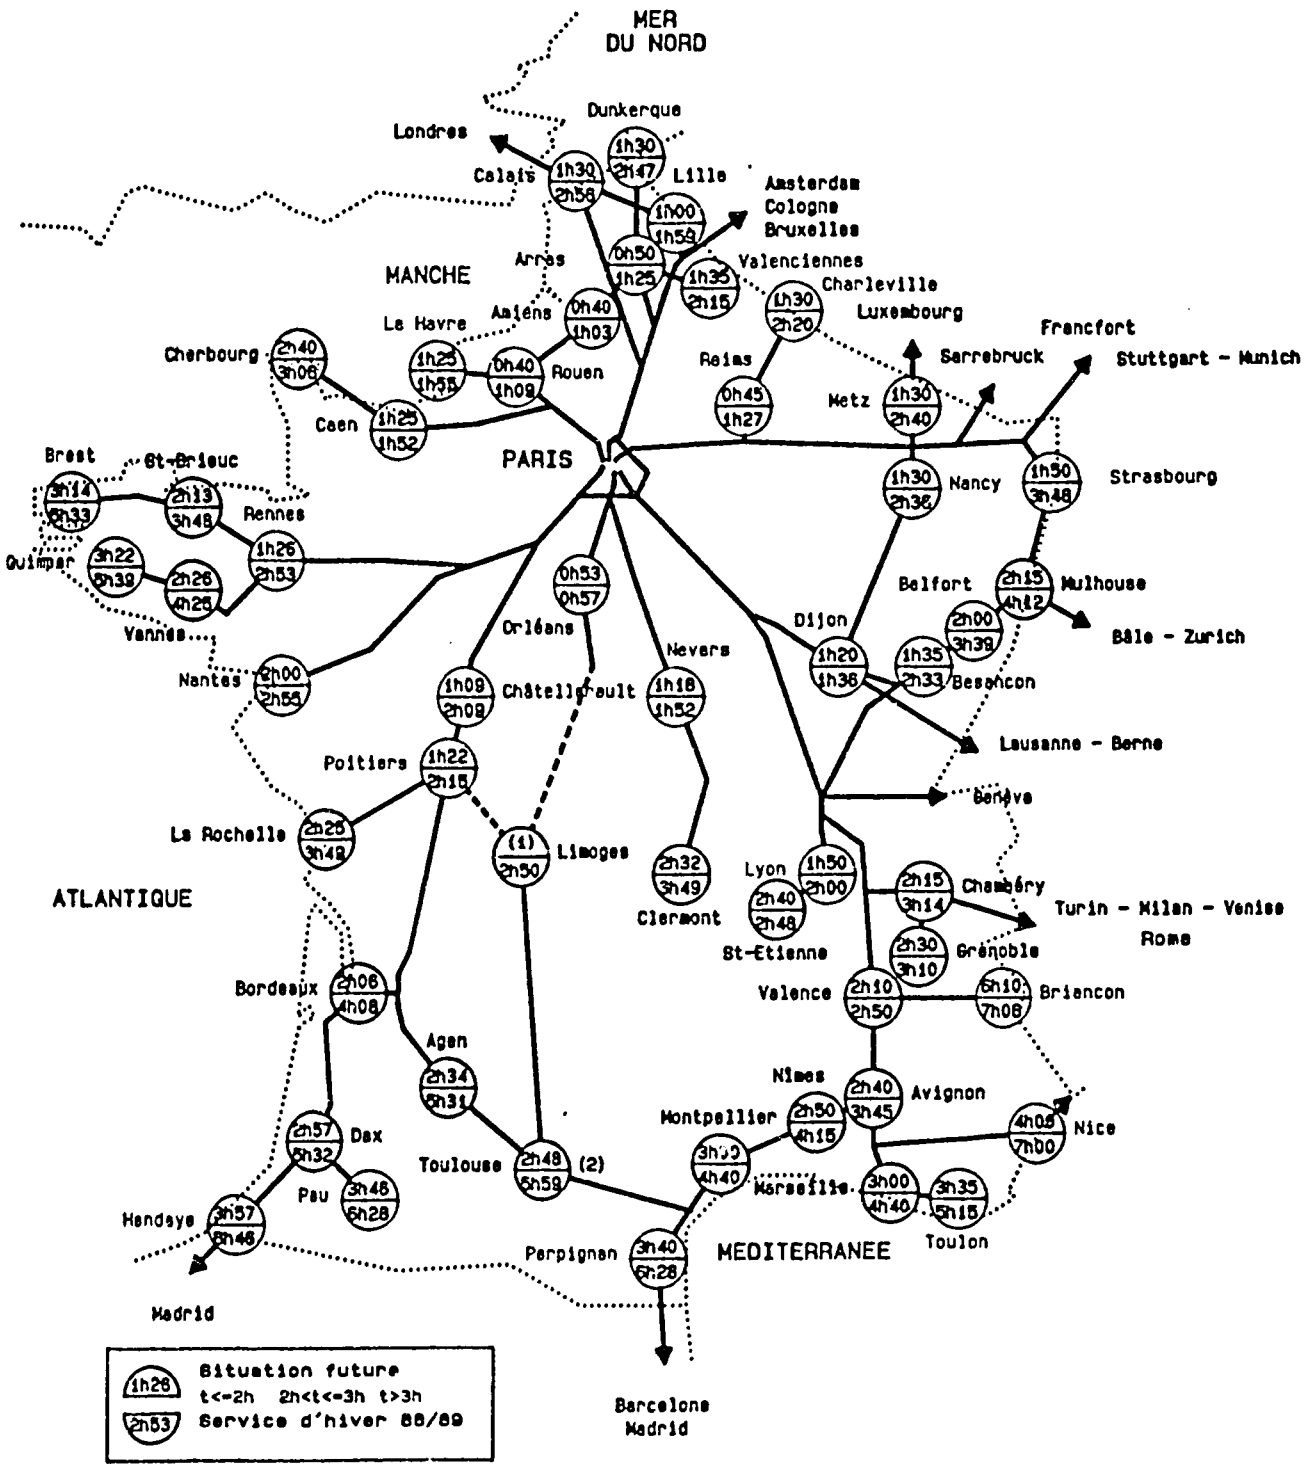 MER
DU NORD
Dunkerque
1h30
2h47
Londres
Calais
1h30
2h56
Lille
1h00
1h59
Amsterdam
Cologne
Bruxelles
Arras
0h50
1h25
Valenciennes
1h35
2h15
MANCHE
Charleville
1h30
2h20
Luxembourg
Amiens
0h40
1h03
Le Havre
1h25
1h55
Rouen
0h40
1h09
Cherbourg
2h40
3h06
Caen
1h25
1h52
Reims
0h45
1h27
Metz
1h30
2h40
Sarrebruck
Francfort
Stuttgart - Munich
PARIS
Nancy
1h30
2h36
Strasbourg
1h50
3h48
Brest
3h14
5h33
St-Brieuc
2h13
3h48
Rennes
1h26
2h53
Quimper
3h22
5h39
Vannes
2h26
4h25
Nantes
2h00
2h55
Orléans
0h53
0h57
Belfort
2h00
3h39
Mulhouse
2h15
4h12
Bâle - Zurich
Dijon
1h20
1h36
1h35
2h33
Besancon
Nevers
1h18
1h52
1h09
2h09
Châtellerault
Lausanne - Berne
Poitiers
1h22
2h15
Genève
La Rochelle
2h25
3h49
(1)
2h50
Limoges
2h32
3h49
Clermont
Lyon
1h50
2h00
2h40
2h48
St-Etienne
2h15
3h14
Chambéry
Turin - Milan - Venise
Rome
2h30
3h10
Grenoble
ATLANTIQUE
Bordeaux
2h06
4h08
Valence
2h10
2h50
6h10
7h08
Briancon
Agen
2h34
5h31
Nîmes
2h50
4h15
2h40
3h45
Avignon
Montpellier
4h40
4h05
7h00
Nice
2h57
5h32
Dax
Toulouse
2h48
5h59
(2)
Marseille
3h00
4h40
3h35
5h15
Toulon
Pau
3h46
6h28
Hendaye
3h57
5h46
Perpignan
3h40
6h28
MEDITERRANEE
Madrid
Barcelone
Madrid
1h26
Situation future
t<=2h 2h<t<=3h t>3h
2h53
Service d'hiver 88/89